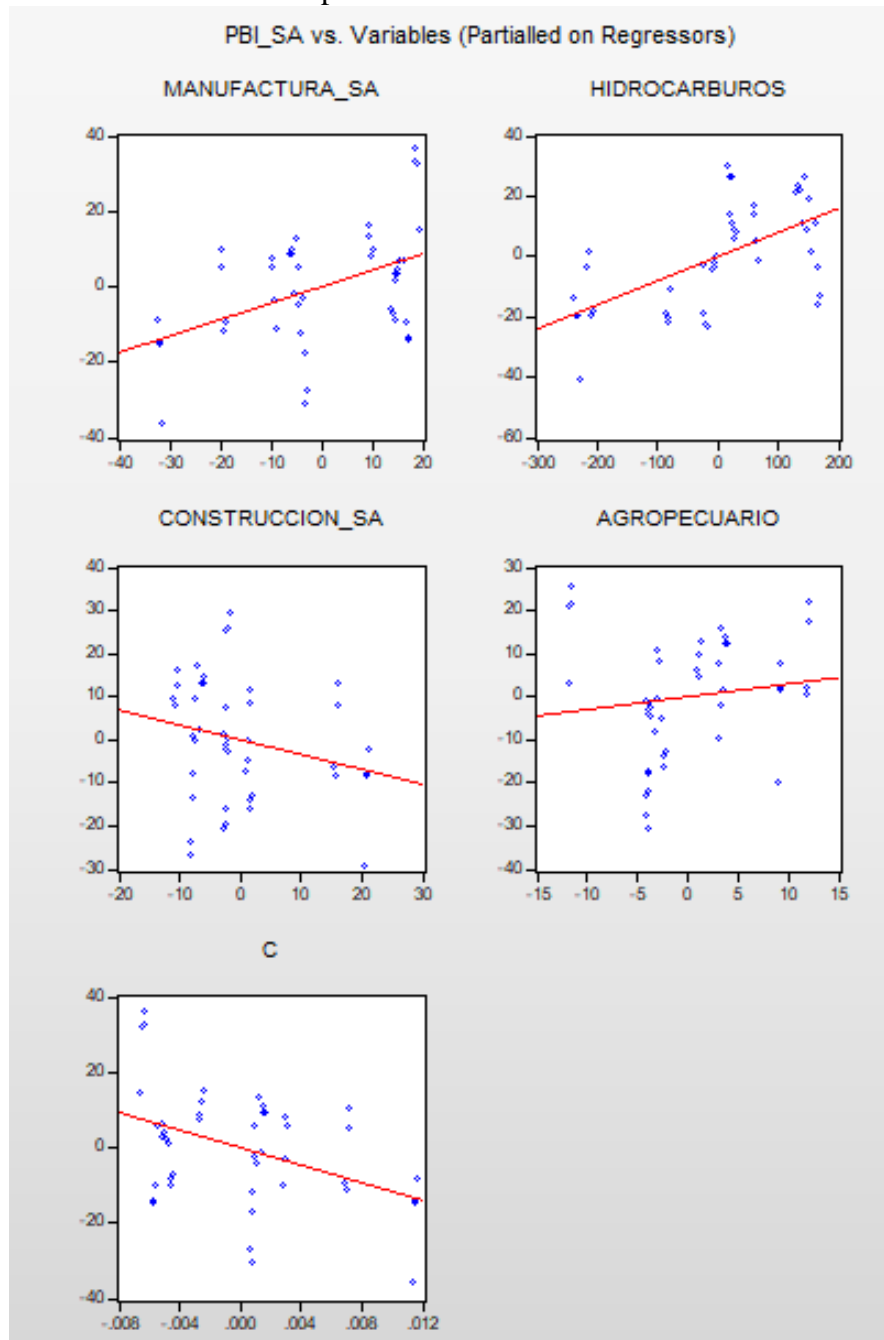 PBI_SA vs. Variables (Partialled on Regressors)
MANUFACTURA_SA
40
20
0
-20
-40
-40 -30 -20 -10 0 10 20
HIDROCARBUROS
40
20
0
-20
-40
-60
-300 -200 -100 0 100 200
CONSTRUCCION_SA
40
30
20
10
0
-10
-20
-30
-20 -10 0 10 20 30
AGROPECUARIO
30
20
10
0
-10
-20
-30
-40
-15 -10 -5 0 5 10 15
C
40
20
0
-20
-40
-.008 -.004 .000 .004 .008 .012